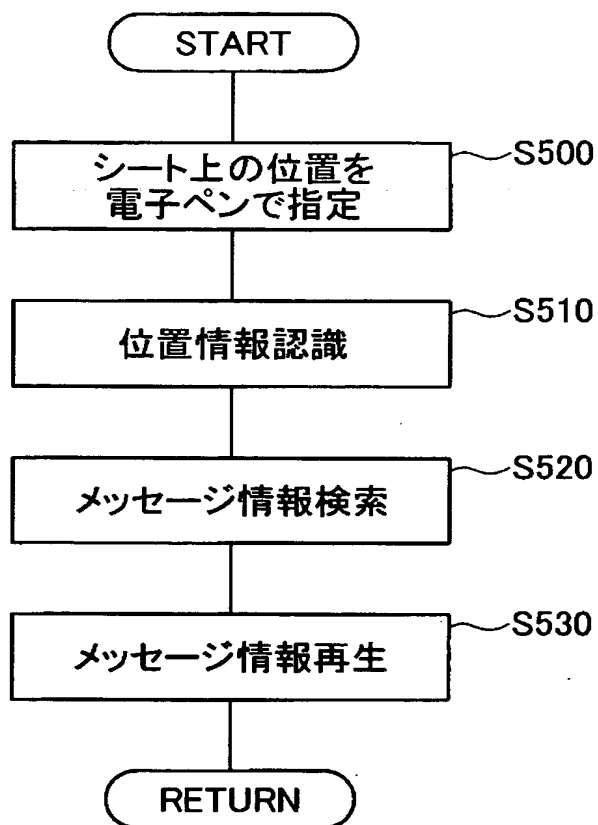 START
シート上の位置を
電子ペンで指定
S500
位置情報認識
S510
メッセージ情報検索
S520
メッセージ情報再生
S530
RETURN